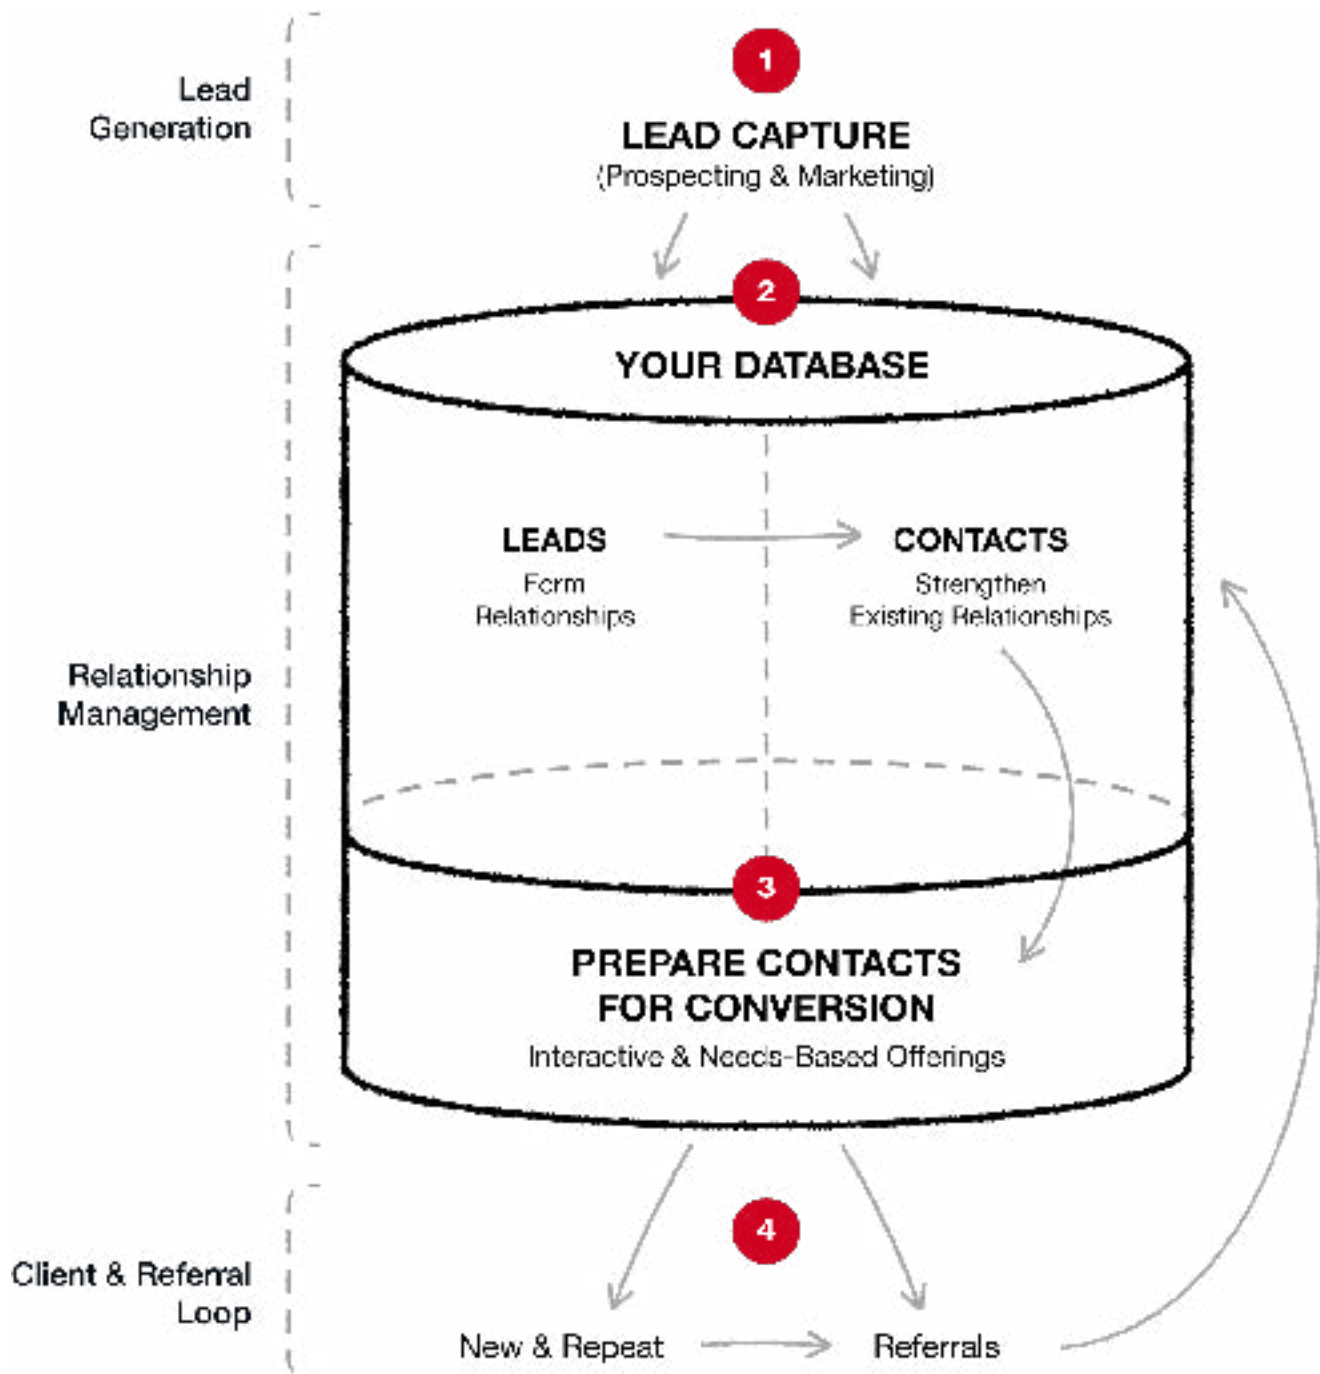 1
Lead
Generation
LEAD CAPTURE
(Prospecting & Marketing)
2
YOUR DATABASE
LEADS
Form
Relationships
CONTACTS
Strengthen
Existing Relationships
Relationship
Management
3
PREPARE CONTACTS
FOR CONVERSION
Interactive & Needs-Based Offerings
4
Client & Referral
Loop
New & Repeat
Referrals